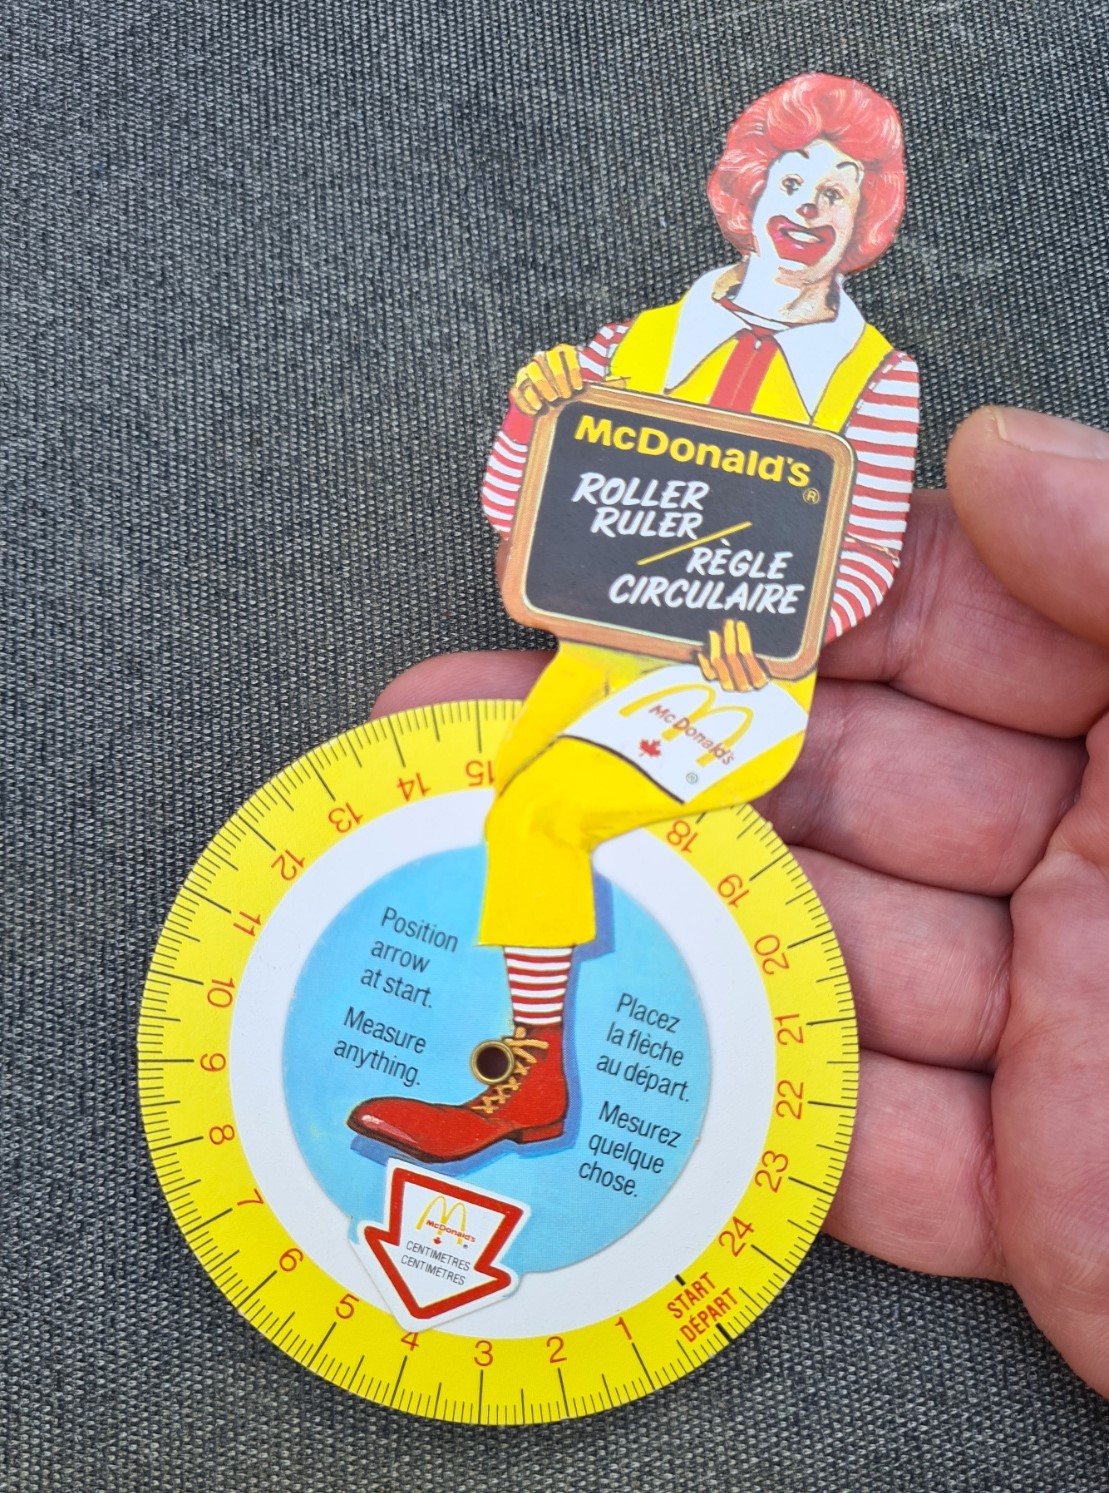 McDonald's®
ROLLER
RULER
RÈGLE
CIRCULAIRE
McDonald's
®
15
14
13
12
11
10
9
8
7
6
5
4
3
2
1
START
DÉPART
24
23
22
21
20
19
18
Position
arrow
at start.
Measure
anything.
Placez
la flèche
au départ.
Mesurez
quelque
chose.
McDonald's
®
CENTIMETRES
CENTIMÈTRES